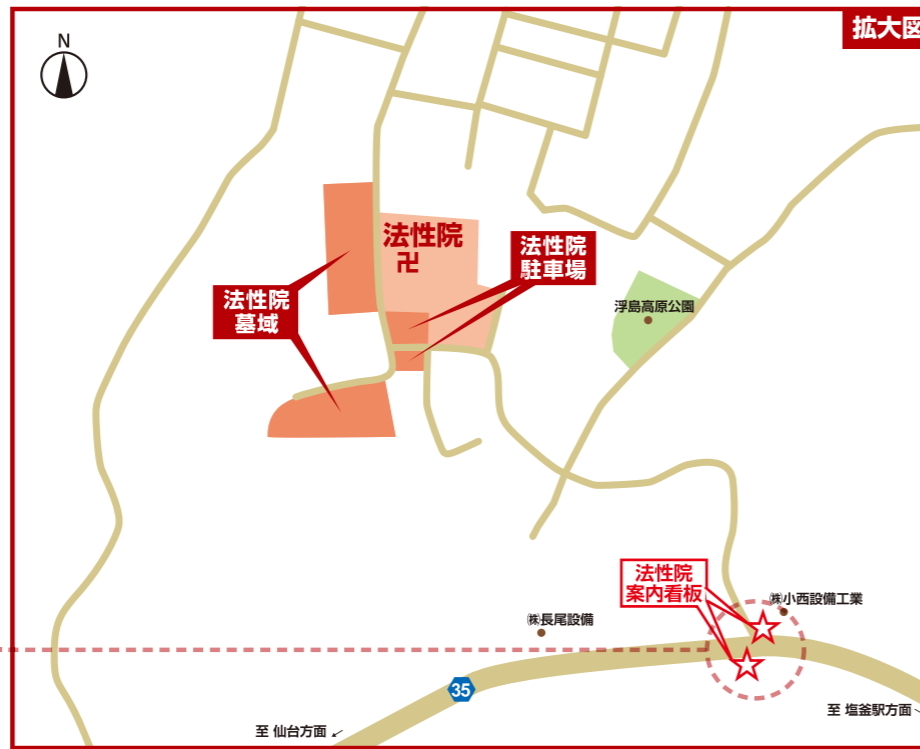 拡大図
N
法性院
卍
法性院
駐車場
法性院
墓域
浮島高原公園
法性院
案内看板
㈱小西設備工業
㈱長尾設備
35
至 塩釜駅方面
至 仙台方面